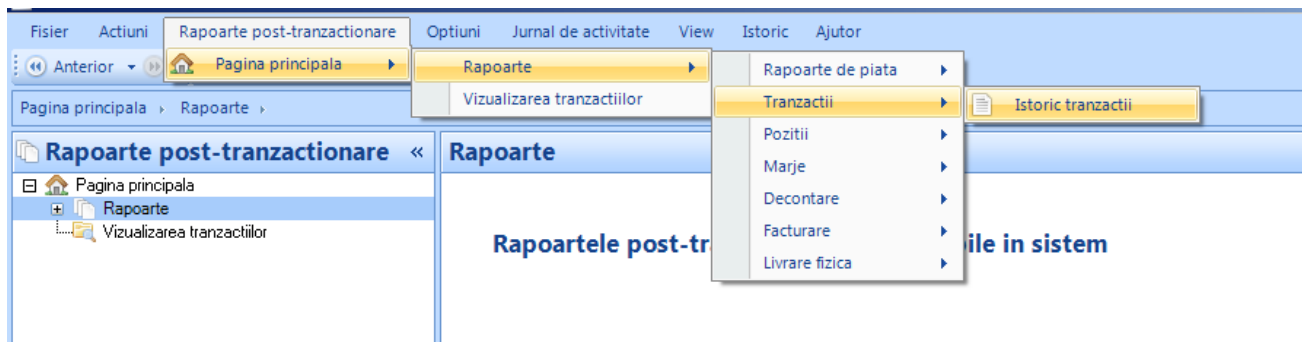 Fisier Actiuni Rapoarte post-tranzactionare Optiuni Jurnal de activitate View Istoric Ajutor
Anterior Pagina principala Rapoarte Rapoarte de piata
Pagina principala Rapoarte Vizualizarea tranzactiilor Tranzactii Istoric tranzactii
Pozitii
Rapoarte post-tranzactionare « Rapoarte
Marje
Pagina principala
Decontare
Rapoarte
Vizualizarea tranzactiilor
Facturare
Rapoartele post-tr ile in sistem
Livrare fizica